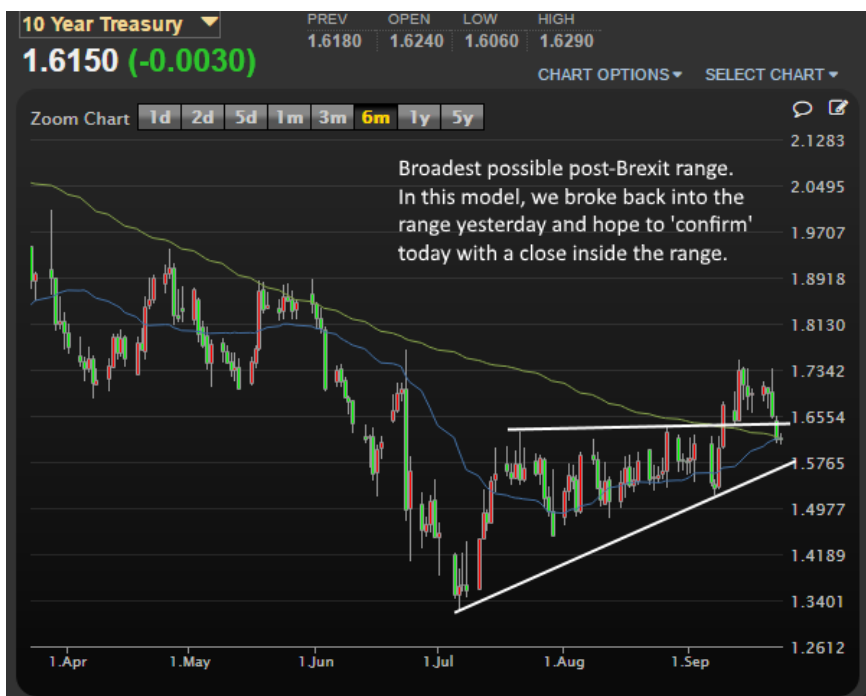 10 Year Treasury
PREV OPEN LOW HIGH
1.6180 1.6240 1.6060 1.6290
1.6150 (-0.0030)
CHART OPTIONS SELECT CHART
Zoom Chart 1d 2d 5d 1m 3m 6m 1y 5y
2.1283
Broadest possible post-Brexit range.
In this model, we broke back into the
range yesterday and hope to 'confirm'
today with a close inside the range.
2.0495
1.9707
1.8918
1.8130
1.7342
1.6554
1.5765
1.4977
1.4189
1.3401
1.2612
1.Apr 1.May 1.Jun 1.Jul 1.Aug 1.Sep